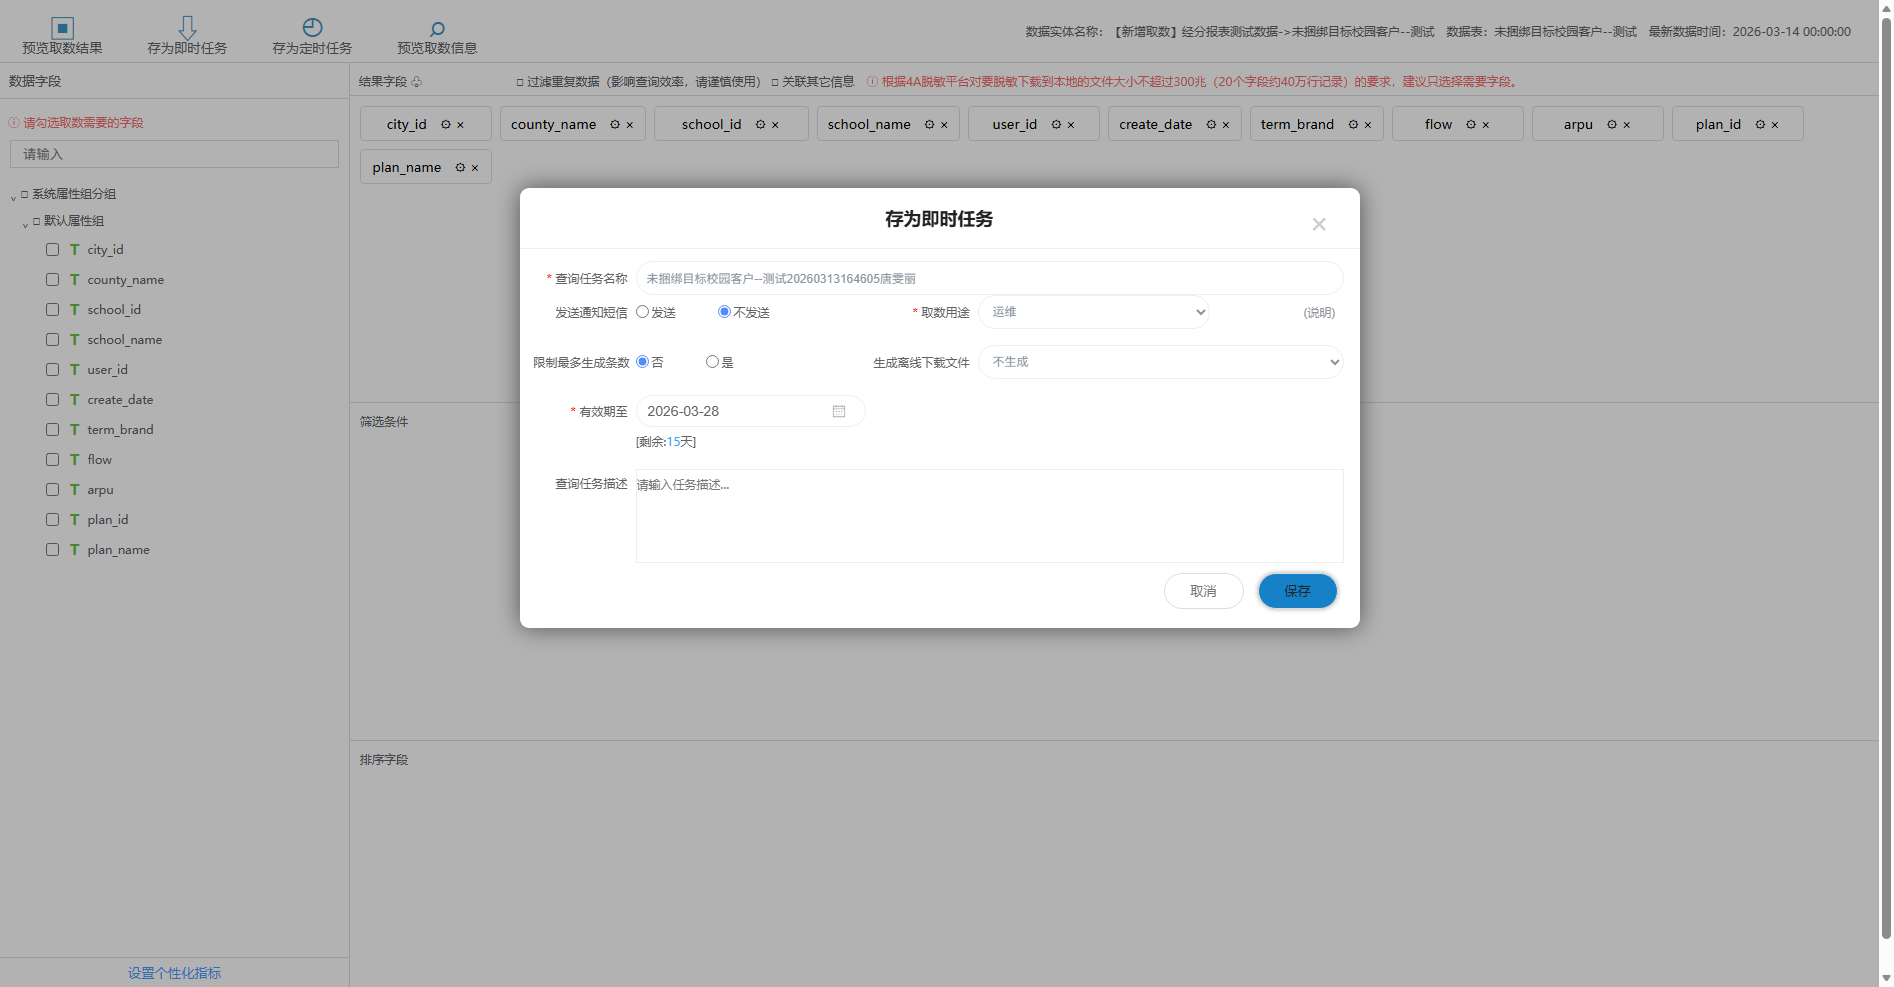 预览取数结果 存为即时任务 存为定时任务 预览取数信息
数据实体名称：【新增取数】经分报表测试数据->未捆绑目标校园客户--测试 数据表：未捆绑目标校园客户--测试 最新数据时间：2026-03-14 00:00:00
数据字段
结果字段 过滤重复数据（影响查询效率，请谨慎使用） 关联其它信息 根据4A脱敏平台对要脱敏下载到本地的文件大小不超过300兆（20个字段约40万行记录）的要求，建议只选择需要字段。
请勾选取数需要的字段
请输入
系统属性组分组
默认属性组
T city_id
T county_name
T school_id
T school_name
T user_id
T create_date
T term_brand
T flow
T arpu
T plan_id
T plan_name
设置个性化指标
city_id county_name school_id school_name user_id create_date term_brand flow arpu plan_id
plan_name
存为即时任务
* 查询任务名称 未捆绑目标校园客户--测试20260313164605唐雯丽
发送通知短信 发送 不发送 * 取数用途 运维 (说明)
限制最多生成条数 否 是 生成离线下载文件 不生成
* 有效期至 2026-03-28
[剩余:15天]
查询任务描述 请输入任务描述...
取消 保存
筛选条件
排序字段